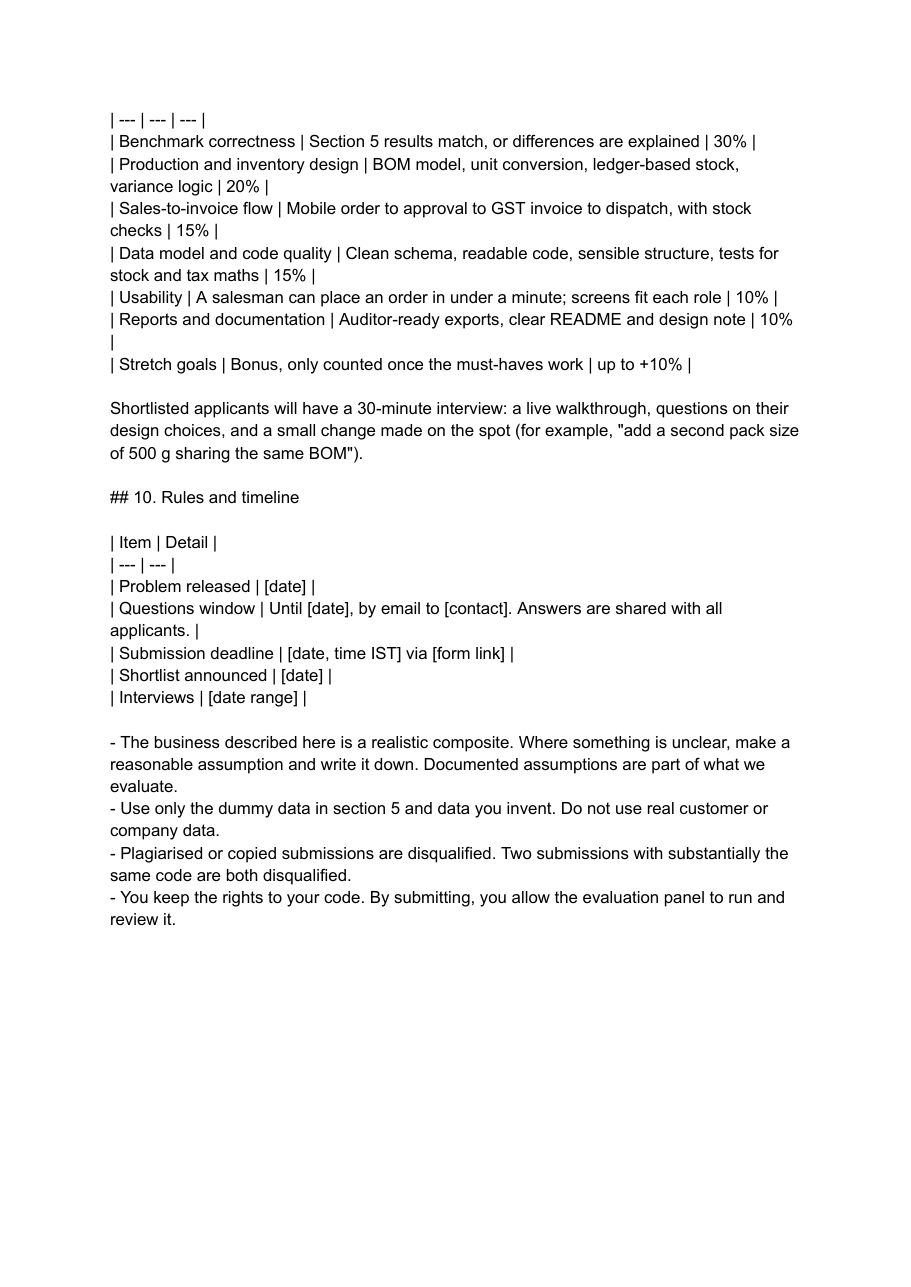 | --- | --- | --- |
| Benchmark correctness | Section 5 results match, or differences are explained | 30% |
| Production and inventory design | BOM model, unit conversion, ledger-based stock,
variance logic | 20% |
| Sales-to-invoice flow | Mobile order to approval to GST invoice to dispatch, with stock
checks | 15% |
| Data model and code quality | Clean schema, readable code, sensible structure, tests for
stock and tax maths | 15% |
| Usability | A salesman can place an order in under a minute; screens fit each role | 10% |
| Reports and documentation | Auditor-ready exports, clear README and design note | 10%
|
| Stretch goals | Bonus, only counted once the must-haves work | up to +10% |

Shortlisted applicants will have a 30-minute interview: a live walkthrough, questions on their
design choices, and a small change made on the spot (for example, "add a second pack size
of 500 g sharing the same BOM").

## 10. Rules and timeline

| Item | Detail |
| --- | --- |
| Problem released | [date] |
| Questions window | Until [date], by email to [contact]. Answers are shared with all
applicants. |
| Submission deadline | [date, time IST] via [form link] |
| Shortlist announced | [date] |
| Interviews | [date range] |

- The business described here is a realistic composite. Where something is unclear, make a
reasonable assumption and write it down. Documented assumptions are part of what we
evaluate.
- Use only the dummy data in section 5 and data you invent. Do not use real customer or
company data.
- Plagiarised or copied submissions are disqualified. Two submissions with substantially the
same code are both disqualified.
- You keep the rights to your code. By submitting, you allow the evaluation panel to run and
review it.